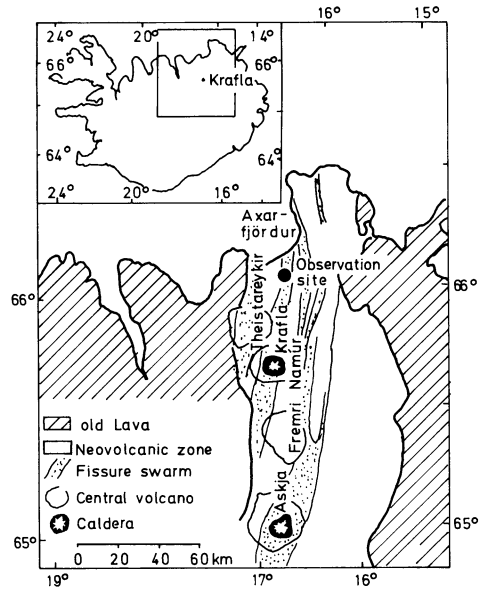 16°
15°
24°
20°
14°
66°
66°
Krafla
64°
64°
24°
20°
16°
Axar-
fjördur
Observation
site
66°
66°
Theistareykir
Krafla
Fremri Namur
Askja
old Lava
Neovolcanic zone
Fissure swarm
Central volcano
Caldera
0 20 40 60 km
65°
65°
19°
17°
16°